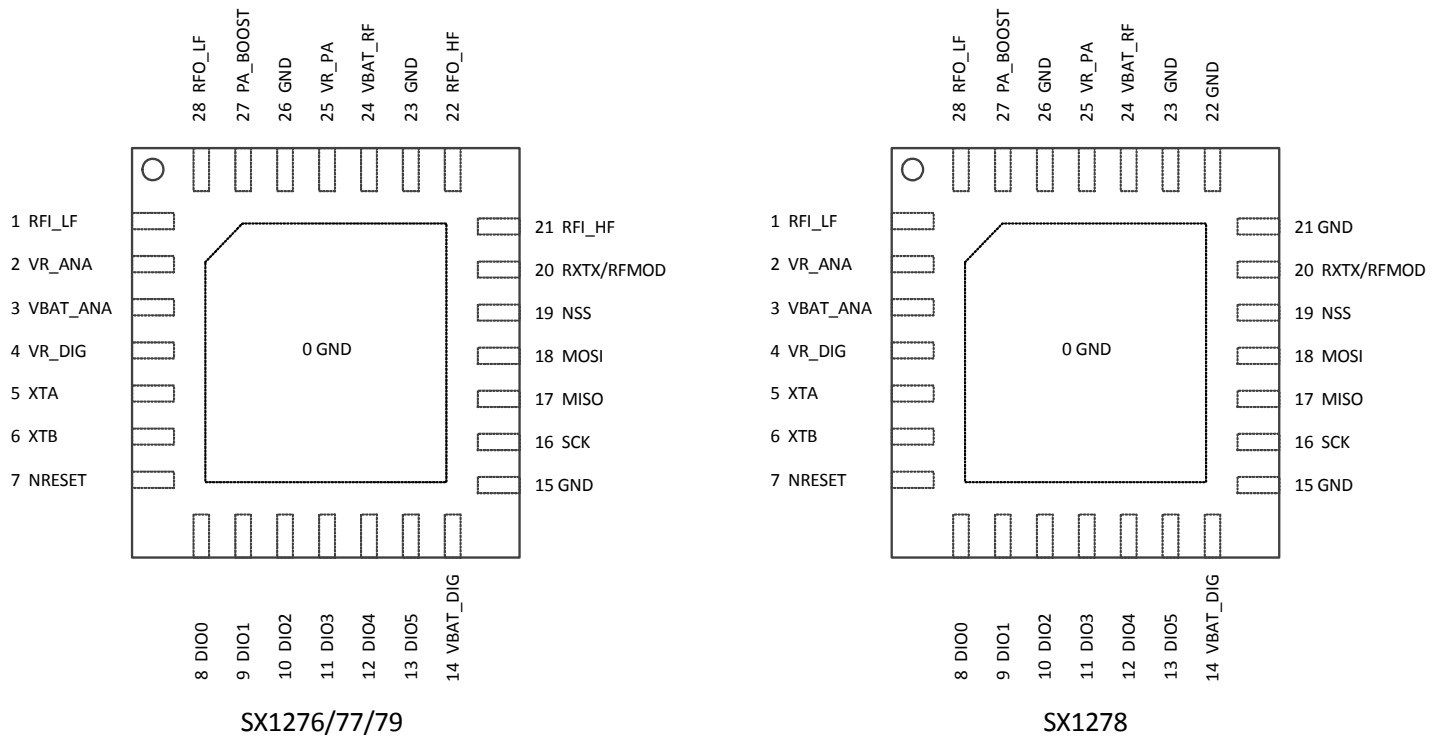 28 RFO_LF
27 PA_BOOST
26 GND
25 VR_PA
24 VBAT_RF
23 GND
22 RFO_HF
1 RFI_LF
2 VR_ANA
3 VBAT_ANA
4 VR_DIG
5 XTA
6 XTB
7 NRESET
0 GND
21 RFI_HF
20 RXTX/RFMOD
19 NSS
18 MOSI
17 MISO
16 SCK
15 GND
8 DIO0
9 DIO1
10 DIO2
11 DIO3
12 DIO4
13 DIO5
14 VBAT_DIG
SX1276/77/79
28 RFO_LF
27 PA_BOOST
26 GND
25 VR_PA
24 VBAT_RF
23 GND
22 GND
1 RFI_LF
2 VR_ANA
3 VBAT_ANA
4 VR_DIG
5 XTA
6 XTB
7 NRESET
0 GND
21 GND
20 RXTX/RFMOD
19 NSS
18 MOSI
17 MISO
16 SCK
15 GND
8 DIO0
9 DIO1
10 DIO2
11 DIO3
12 DIO4
13 DIO5
14 VBAT_DIG
SX1278